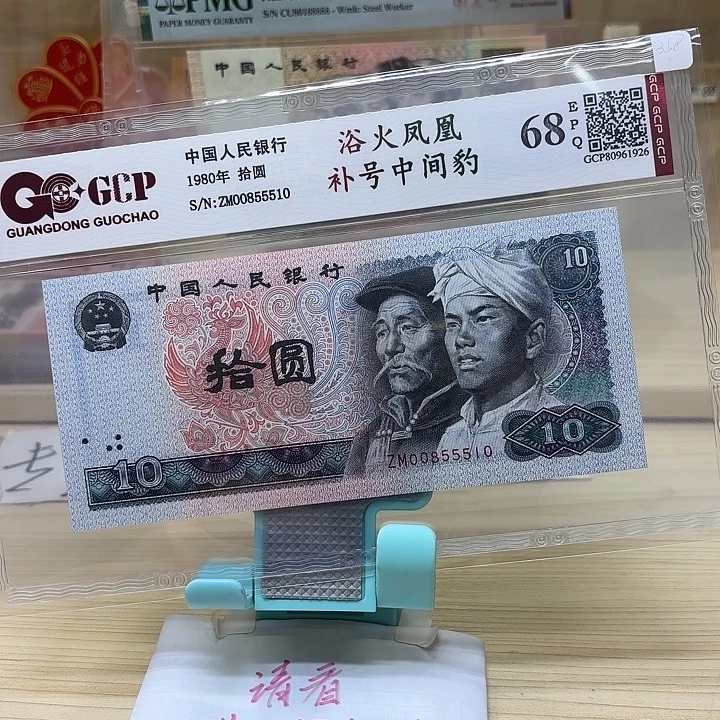 PMG
PAPER MONEY GUARANTY
中国人民银行
358
GCP
GUANGDONG GUOCHAO
中国人民银行
1980年 拾圆
S/N:ZM00855510
浴火凤凰
补号中间豹
68
EPQ
GCP80961926
GCP GCP GCP
中国人民银行
10
拾圆
10
10
ZM00855510
请看